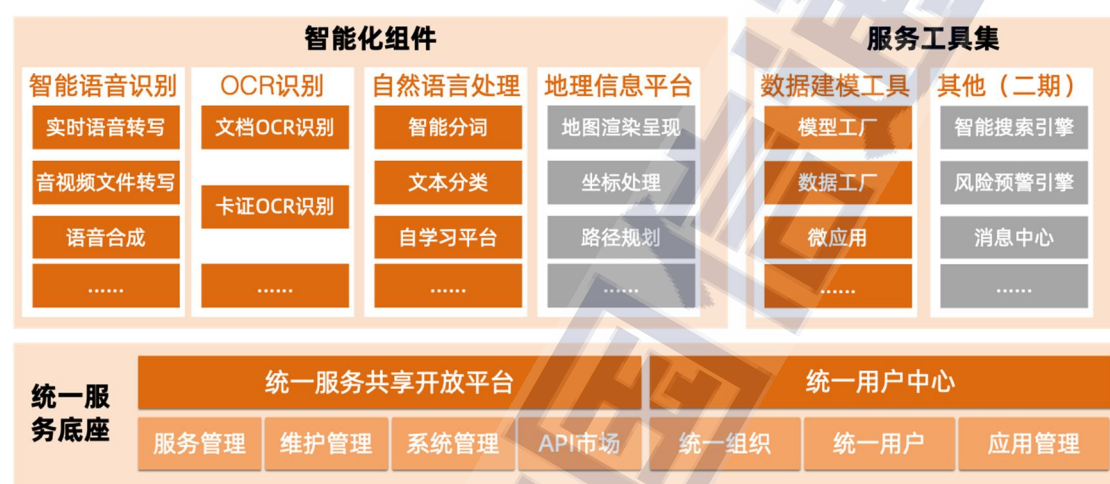 智能化组件
服务工具集
智能语音识别
实时语音转写
音视频文件转写
语音合成
......
OCR识别
文档OCR识别
卡证OCR识别
......
自然语言处理
智能分词
文本分类
自学习平台
......
地理信息平台
地图渲染呈现
坐标处理
路径规划
......
数据建模工具
模型工厂
数据工厂
微应用
......
其他（二期）
智能搜索引擎
风险预警引擎
消息中心
......
统一服
务底座
统一服务共享开放平台
统一用户中心
服务管理
维护管理
系统管理
API市场
统一组织
统一用户
应用管理